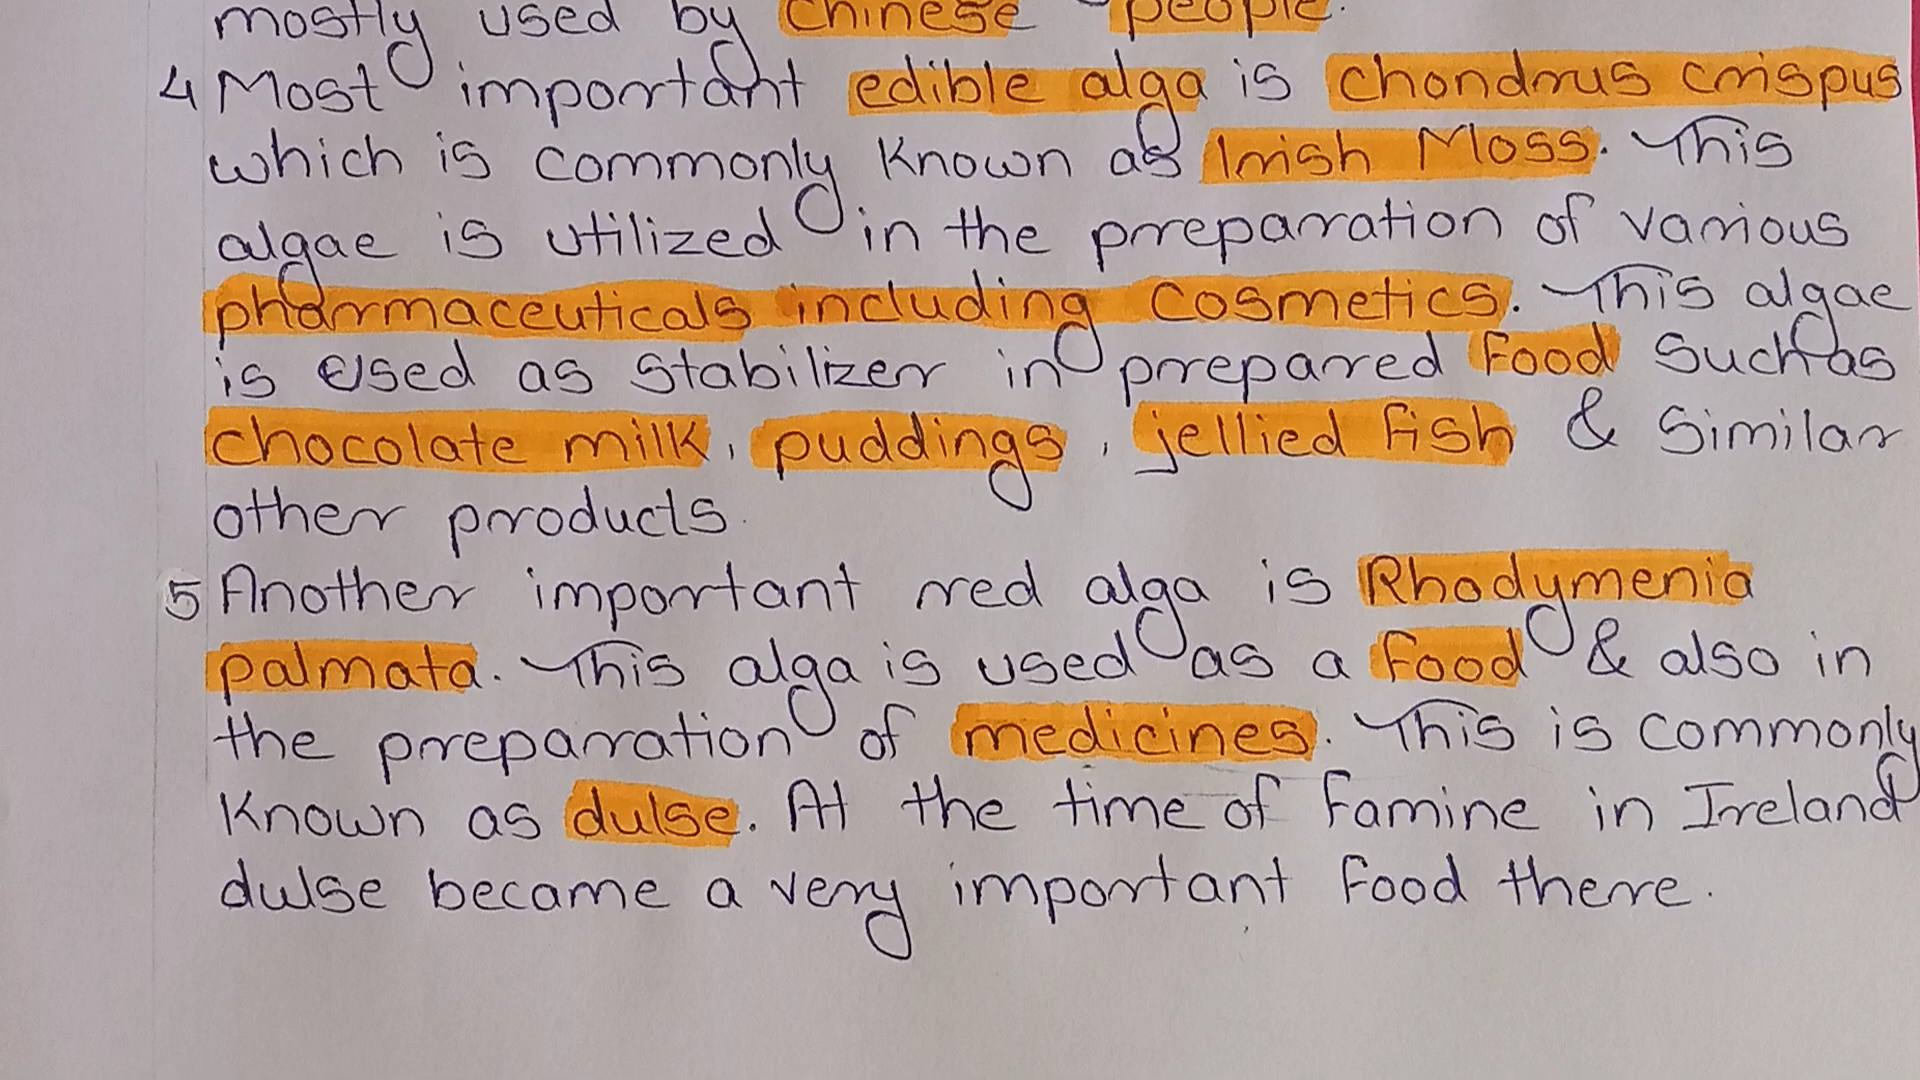 mostly used by Chinese people.
4 Most important edible alga is chondrus crispus
which is commonly known as Irish Moss. This
algae is utilized in the preparation of various
pharmaceuticals including cosmetics. This algae
is used as stabilizer in prepared food such as
chocolate milk, puddings, jellied fish & similar
other products.
5 Another important red alga is Rhodymenia
palmata. This alga is used as a food & also in
the preparation of medicines. This is commonly
known as dulse. At the time of famine in Ireland
dulse became a very important food there.